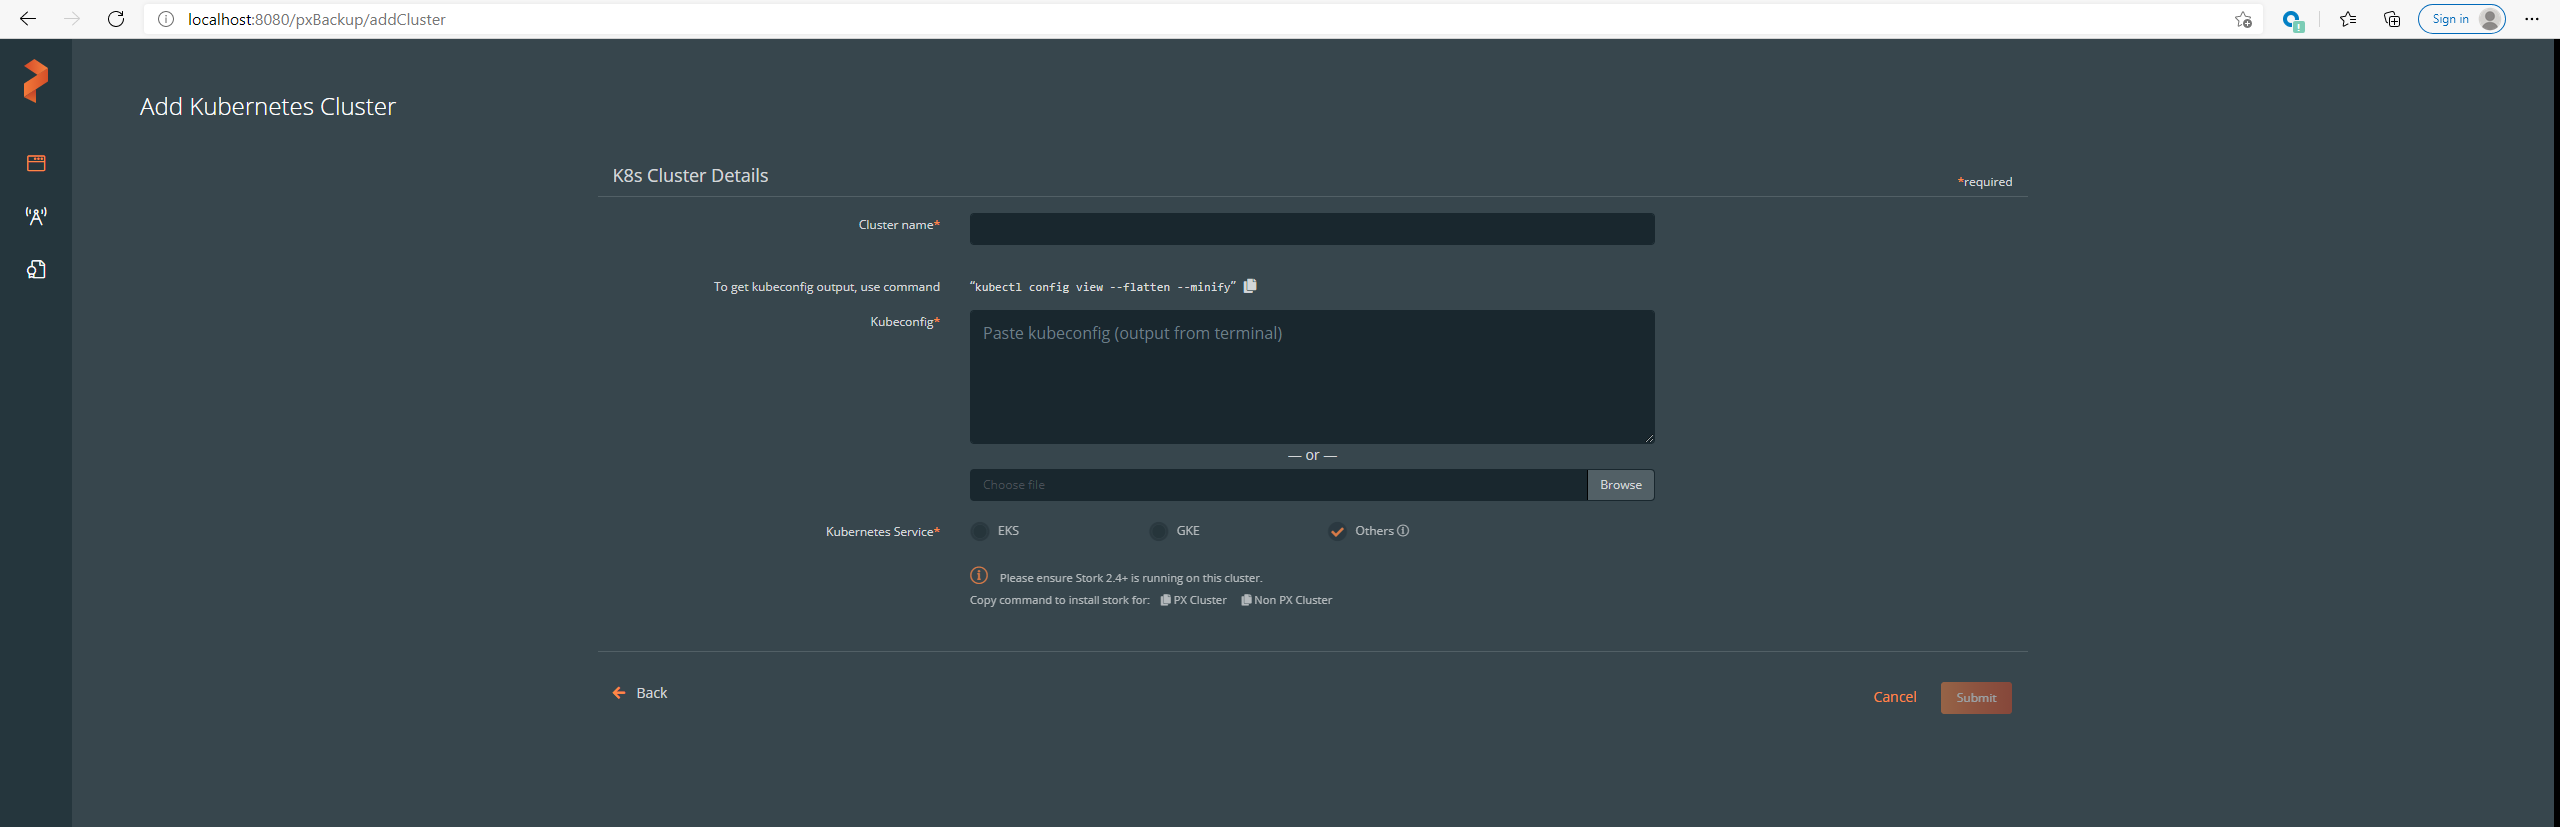 localhost:8080/pxBackup/addCluster
Sign in
Add Kubernetes Cluster
K8s Cluster Details
*required
Cluster name*
To get kubeconfig output, use command “kubectl config view --flatten --minify”
Kubeconfig*
Paste kubeconfig (output from terminal)
— or —
Choose file
Browse
Kubernetes Service*
EKS
GKE
Others
Please ensure Stork 2.4+ is running on this cluster.
Copy command to install stork for: PX Cluster Non PX Cluster
Back
Cancel
Submit